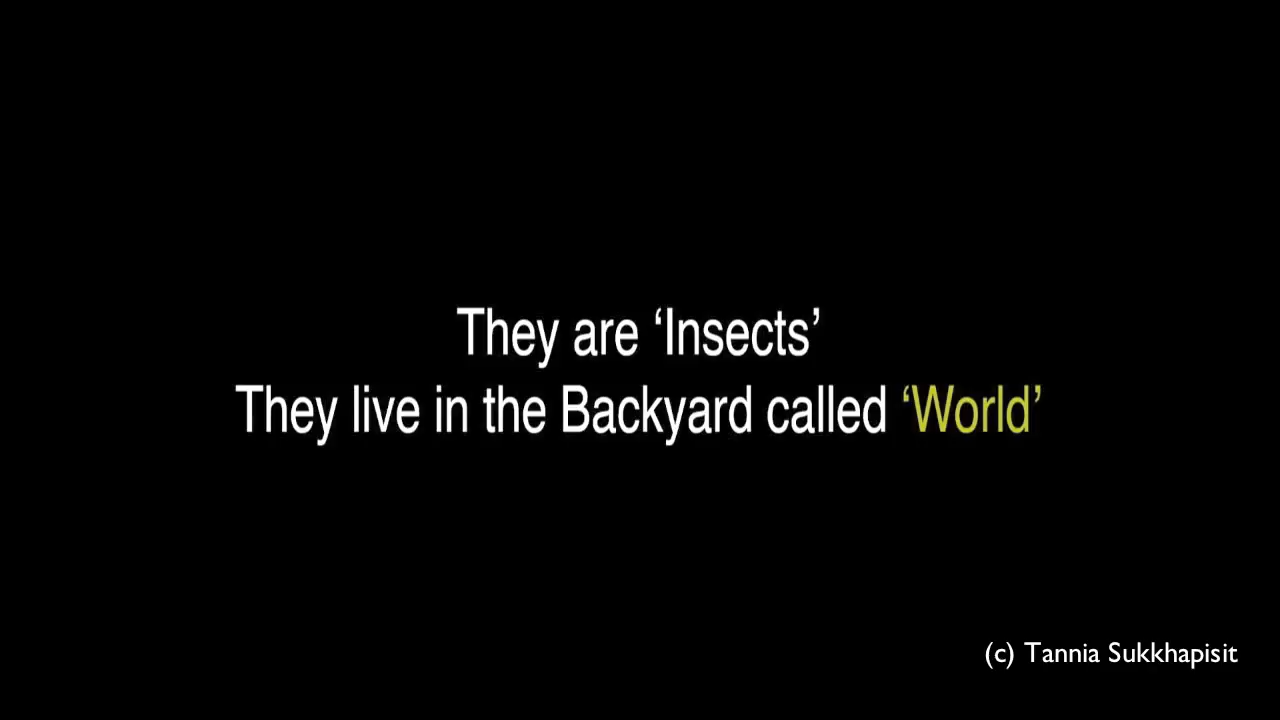 They are ‘Insects’
They live in the Backyard called ‘World’
(c) Tannia Sukkhapisit